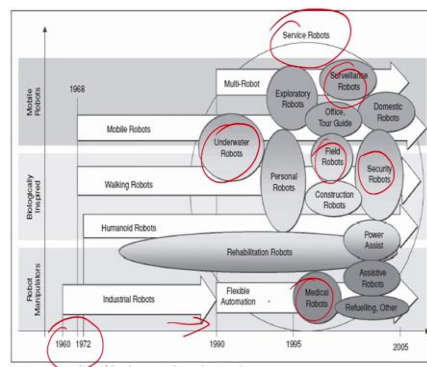 Service Robots
Mobile
Robots
Biologically
Inspired
Robot
Manipulators
1968
Multi-Robot
Exploratory
Robots
Surveillance
Robots
Office,
Tour Guide
Domestic
Robots
Mobile Robots
Underwater
Robots
Field
Robots
Security
Robots
Personal
Robots
Walking Robots
Construction
Robots
Humanoid Robots
Power
Assist
Rehabilitation Robots
Assistive
Robots
Industrial Robots
Flexible
Automation
Medical
Robots
Refuelling, Other
1960
1972
1990
1995
2005